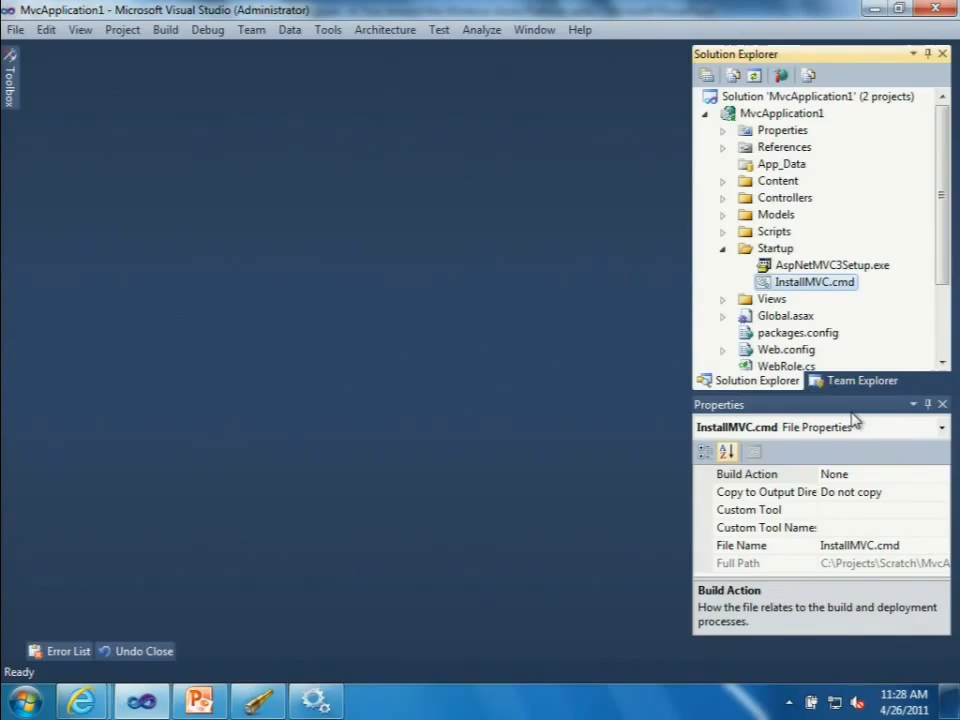 MvcApplication1 - Microsoft Visual Studio (Administrator)
File Edit View Project Build Debug Team Data Tools Architecture Test Analyze Window Help
Toolbox
Solution Explorer
Solution 'MvcApplication1' (2 projects)
MvcApplication1
Properties
References
App_Data
Content
Controllers
Models
Scripts
Startup
AspNetMVC3Setup.exe
InstallMVC.cmd
Views
Global.asax
packages.config
Web.config
WebRole.cs
Solution Explorer Team Explorer
Properties
InstallMVC.cmd File Properties
Build Action None
Copy to Output Dire Do not copy
Custom Tool
Custom Tool Name
File Name InstallMVC.cmd
Full Path C:\Projects\Scratch\MvcA
Build Action
How the file relates to the build and deployment
processes.
Error List Undo Close
Ready
11:28 AM
4/26/2011